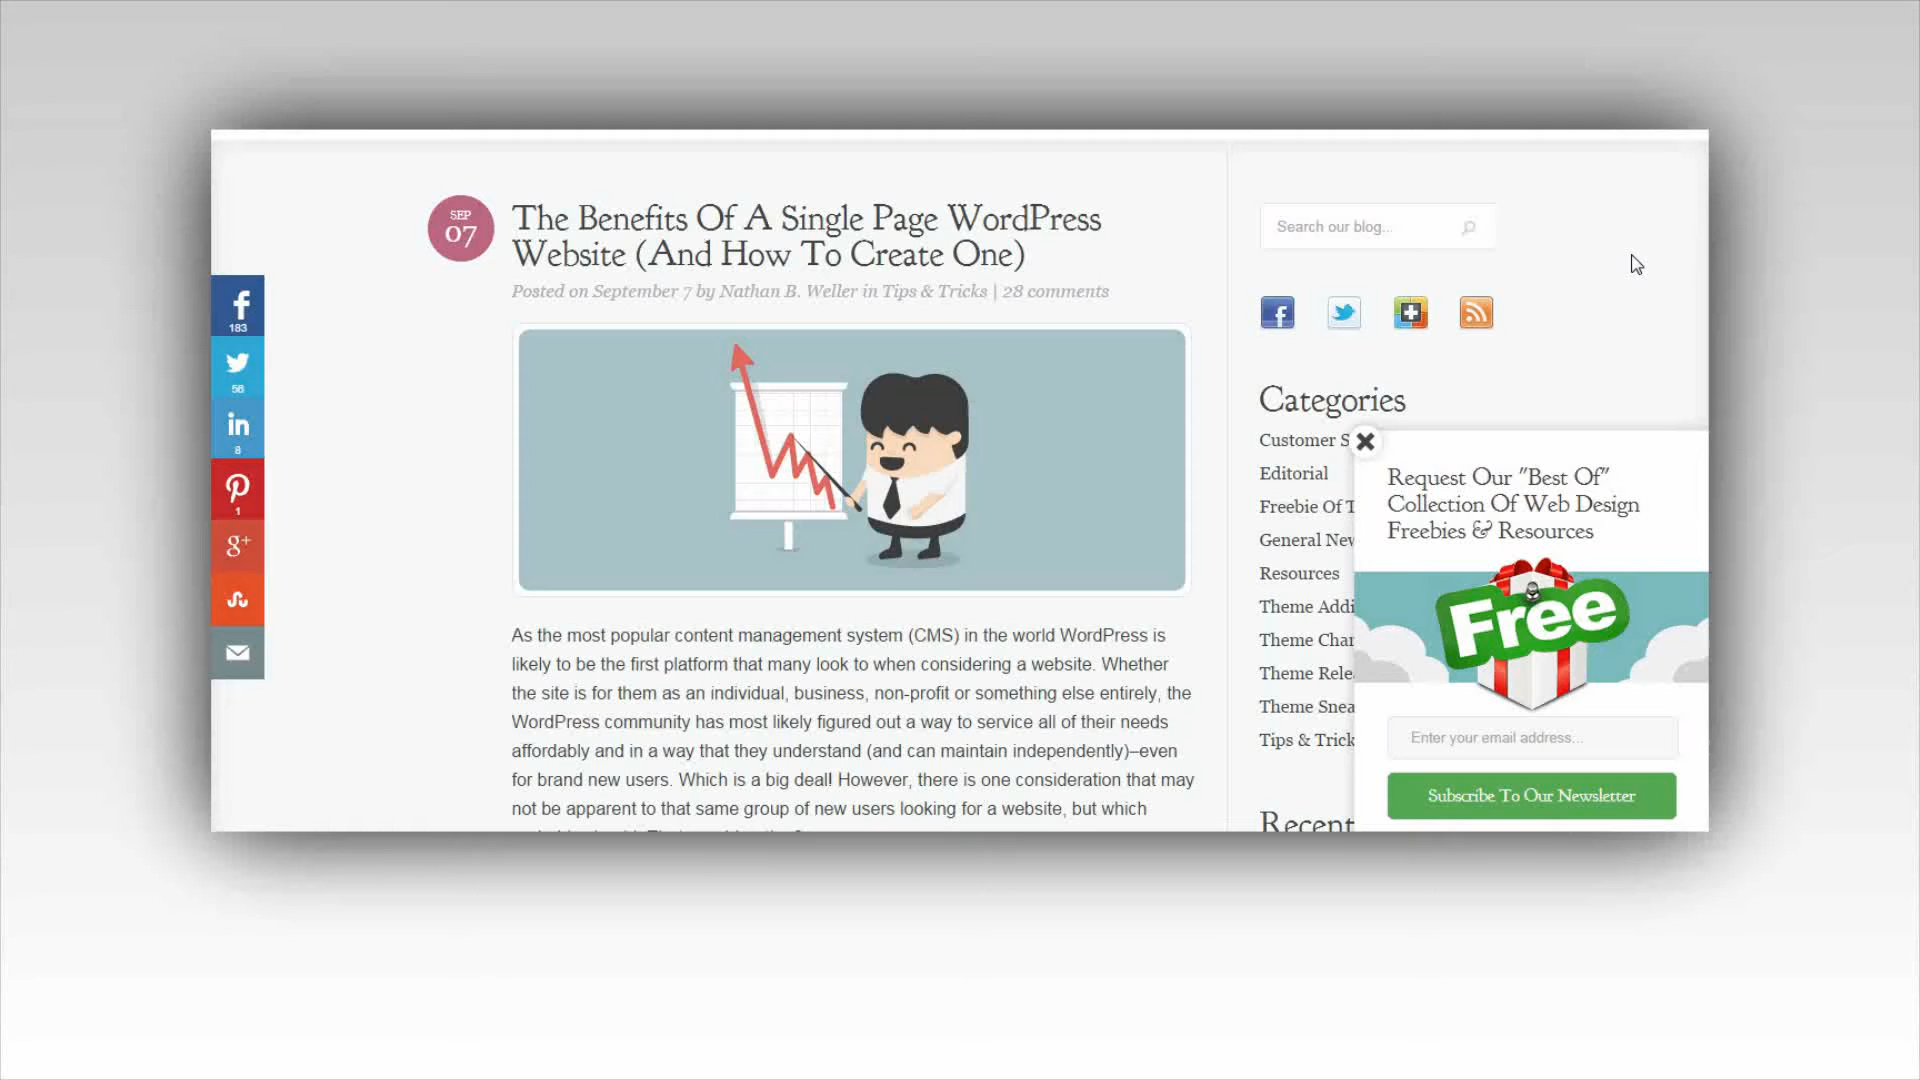 SEP
07
The Benefits Of A Single Page WordPress
Website (And How To Create One)
Posted on September 7 by Nathan B. Weller in Tips & Tricks | 28 comments
183
56
in
8
1
g+
As the most popular content management system (CMS) in the world WordPress is
likely to be the first platform that many look to when considering a website. Whether
the site is for them as an individual, business, non-profit or something else entirely, the
WordPress community has most likely figured out a way to service all of their needs
affordably and in a way that they understand (and can maintain independently)–even
for brand new users. Which is a big deal! However, there is one consideration that may
not be apparent to that same group of new users looking for a website, but which
Search our blog...
Categories
Customer S
Editorial
Freebie Of T
General New
Resources
Theme Addi
Theme Char
Theme Relea
Theme Snea
Tips & Trick
Recent
Request Our "Best Of"
Collection Of Web Design
Freebies & Resources
Free
Enter your email address...
Subscribe To Our Newsletter